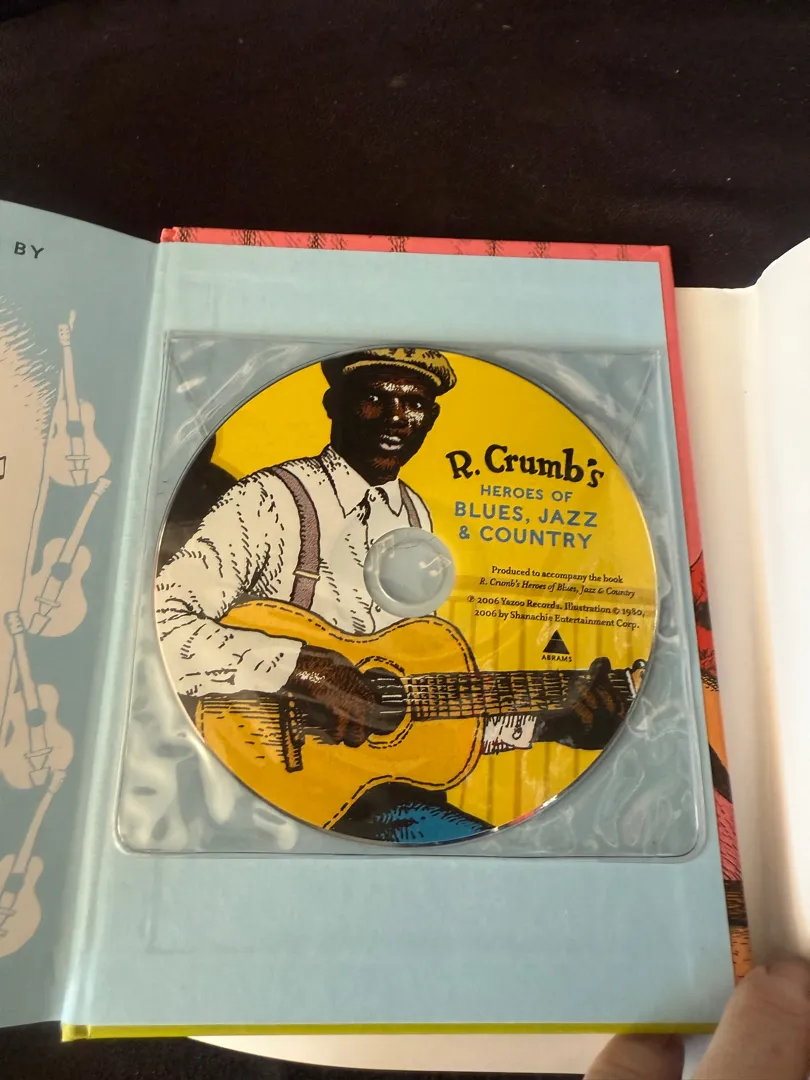 BY
R. Crumb's
HEROES OF
BLUES, JAZZ
& COUNTRY
Produced to accompany the book
R. Crumb's Heroes of Blues, Jazz & Country
℗ 2006 Yazoo Records. Illustration © 1980,
2006 by Shanachie Entertainment Corp.
ABRAMS